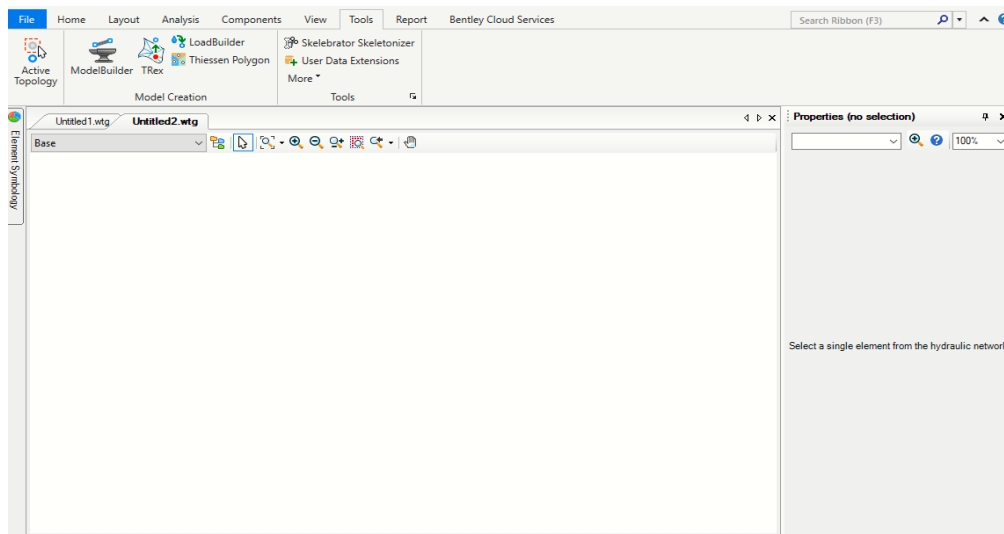 File Home Layout Analysis Components View Tools Report Bentley Cloud Services Search Ribbon (F3)
Active Topology
ModelBuilder
TRex
LoadBuilder
Thiessen Polygon
Model Creation
Skelebrator Skeletonizer
User Data Extensions
More
Tools
Element Symbology
Untitled1.wtg Untitled2.wtg
Base
Properties (no selection)
100%
Select a single element from the hydraulic network